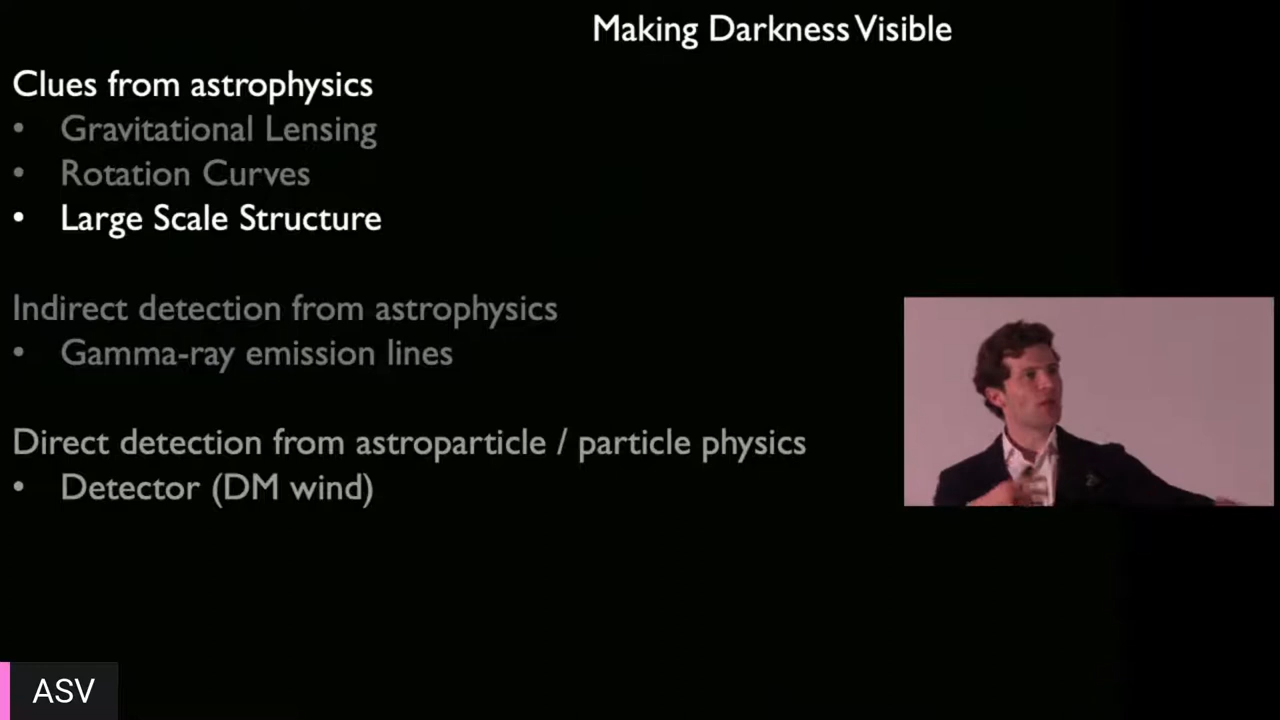 Making Darkness Visible
Clues from astrophysics
• Gravitational Lensing
• Rotation Curves
• Large Scale Structure
Indirect detection from astrophysics
• Gamma-ray emission lines
Direct detection from astroparticle / particle physics
• Detector (DM wind)
ASV